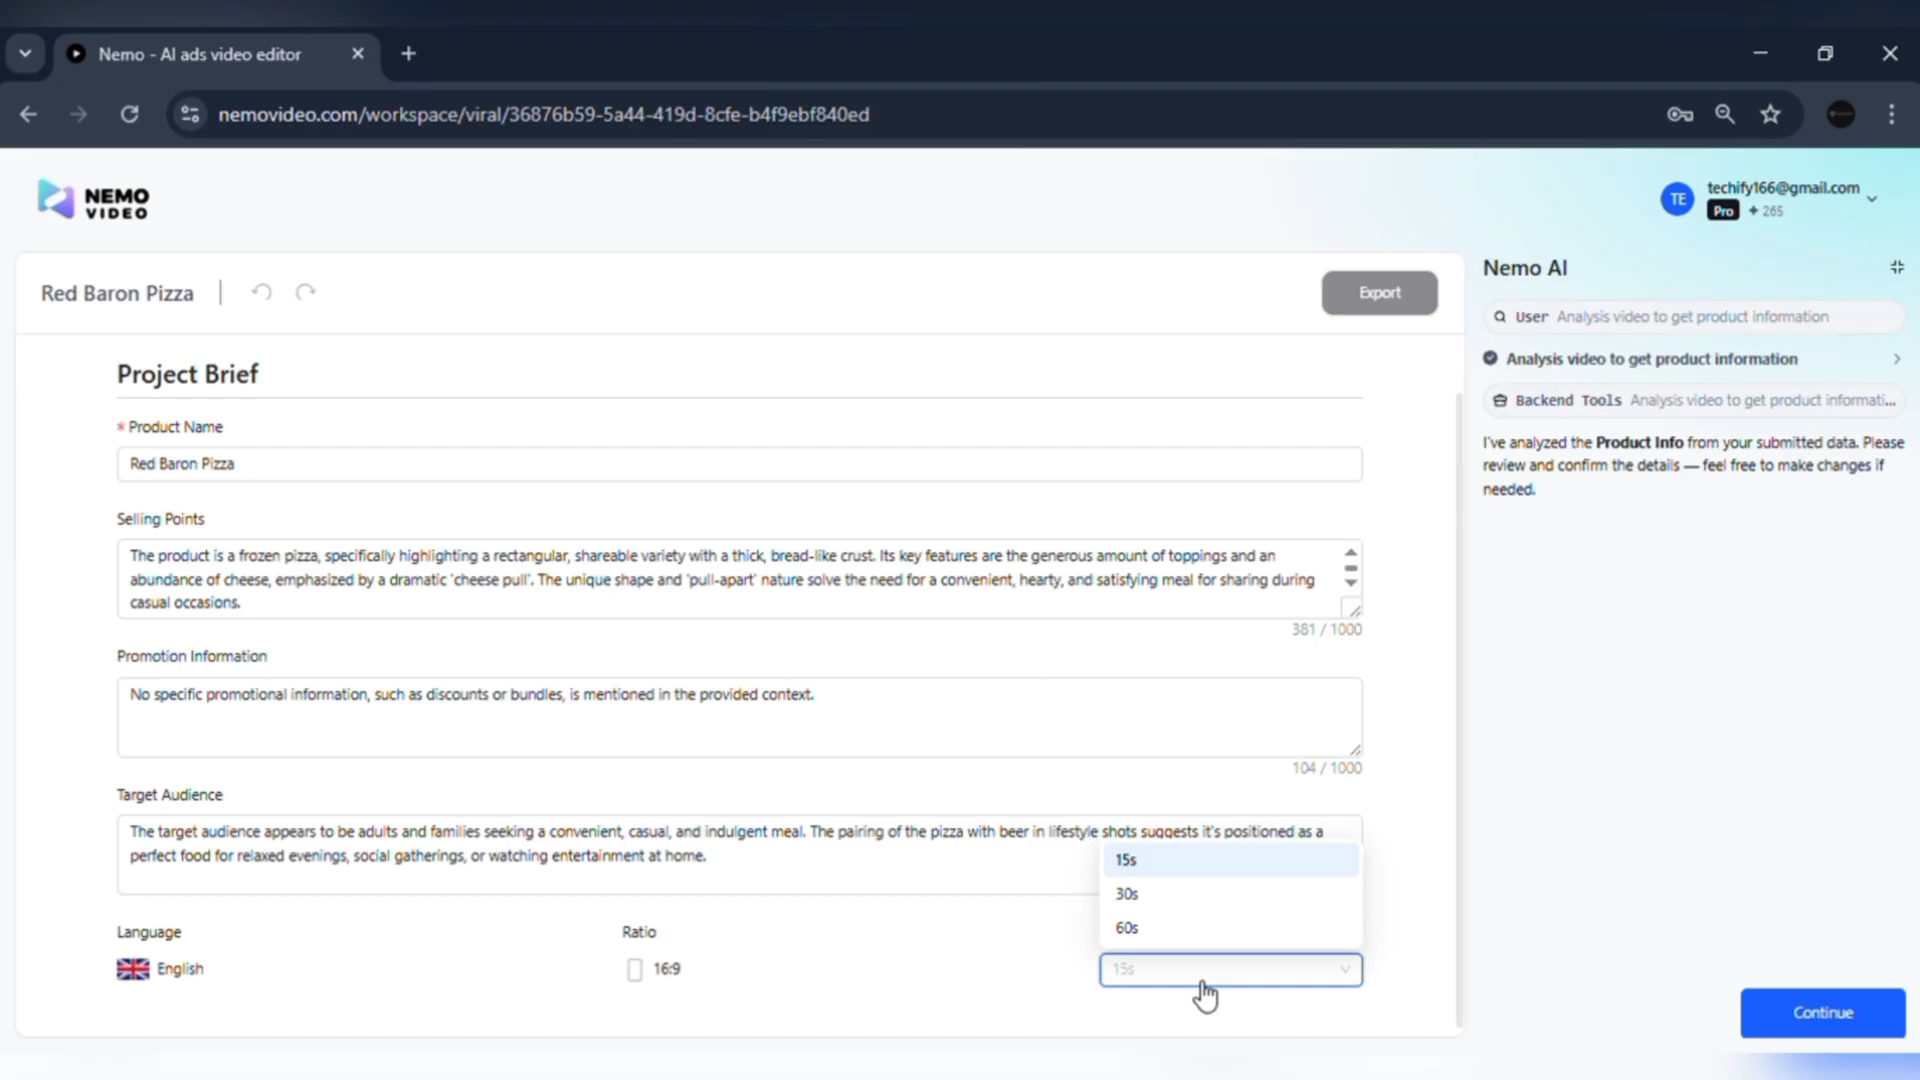 Nemo - AI ads video editor
nemovideo.com/workspace/viral/36876b59-5a44-419d-8cfe-b4f9ebf840ed
NEMO
VIDEO
TE
techify166@gmail.com
Pro
265
Red Baron Pizza
Export
Project Brief
* Product Name
Red Baron Pizza
Selling Points
The product is a frozen pizza, specifically highlighting a rectangular, shareable variety with a thick, bread-like crust. Its key features are the generous amount of toppings and an
abundance of cheese, emphasized by a dramatic 'cheese pull'. The unique shape and 'pull-apart' nature solve the need for a convenient, hearty, and satisfying meal for sharing during
casual occasions.
381 / 1000
Promotion Information
No specific promotional information, such as discounts or bundles, is mentioned in the provided context.
104 / 1000
Target Audience
The target audience appears to be adults and families seeking a convenient, casual, and indulgent meal. The pairing of the pizza with beer in lifestyle shots suggests it's positioned as a
perfect food for relaxed evenings, social gatherings, or watching entertainment at home.
15s
30s
60s
Language
Ratio
English
16:9
15s
Nemo AI
User Analysis video to get product information
Analysis video to get product information
Backend Tools Analysis video to get product informati...
I've analyzed the Product Info from your submitted data. Please
review and confirm the details — feel free to make changes if
needed.
Continue